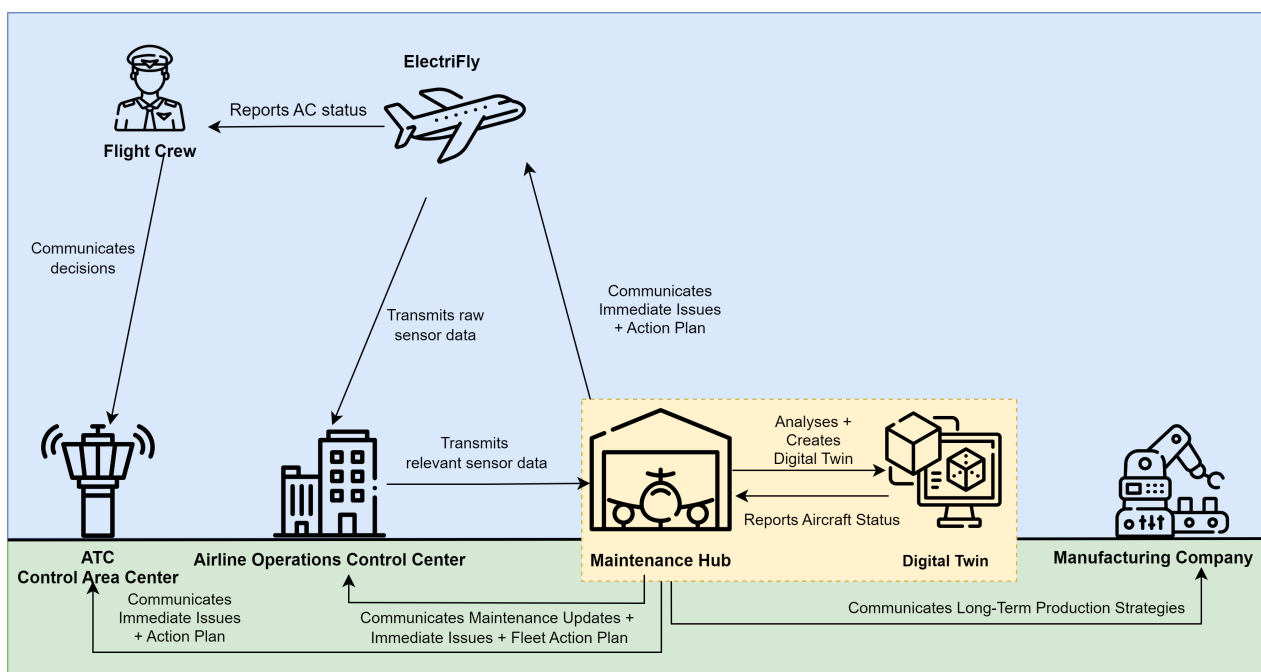 ElectriFly
Reports AC status
Flight Crew
Communicates
decisions
Communicates
Immediate Issues
+ Action Plan
Transmits raw
sensor data
Analyses +
Creates
Digital Twin
Transmits
relevant sensor data
Reports Aircraft Status
ATC
Control Area Center
Airline Operations Control Center
Maintenance Hub
Digital Twin
Manufacturing Company
Communicates
Immediate Issues
+ Action Plan
Communicates Maintenance Updates +
Immediate Issues + Fleet Action Plan
Communicates Long-Term Production Strategies